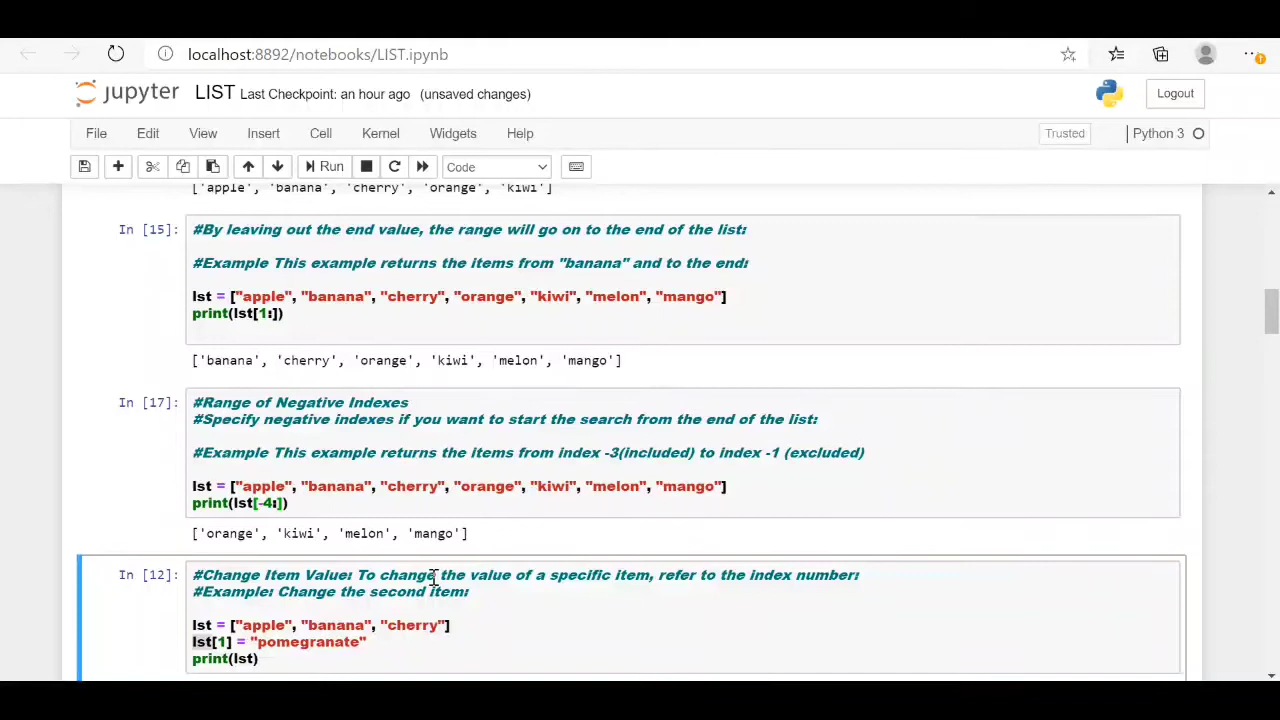 localhost:8892/notebooks/LIST.ipynb
jupyter LIST Last Checkpoint: an hour ago (unsaved changes) Logout
File Edit View Insert Cell Kernel Widgets Help Trusted Python 3
Run Code
['apple', 'banana', 'cherry', 'orange', 'kiwi']
In [15]: #By leaving out the end value, the range will go on to the end of the list:
#Example This example returns the items from "banana" and to the end:
lst = ["apple", "banana", "cherry", "orange", "kiwi", "melon", "mango"]
print(lst[1:])
['banana', 'cherry', 'orange', 'kiwi', 'melon', 'mango']
In [17]: #Range of Negative Indexes
#Specify negative indexes if you want to start the search from the end of the list:
#Example This example returns the items from index -3(included) to index -1 (excluded)
lst = ["apple", "banana", "cherry", "orange", "kiwi", "melon", "mango"]
print(lst[-4:])
['orange', 'kiwi', 'melon', 'mango']
In [12]: #Change Item Value: To change the value of a specific item, refer to the index number:
#Example: Change the second item:
lst = ["apple", "banana", "cherry"]
lst[1] = "pomegranate"
print(lst)